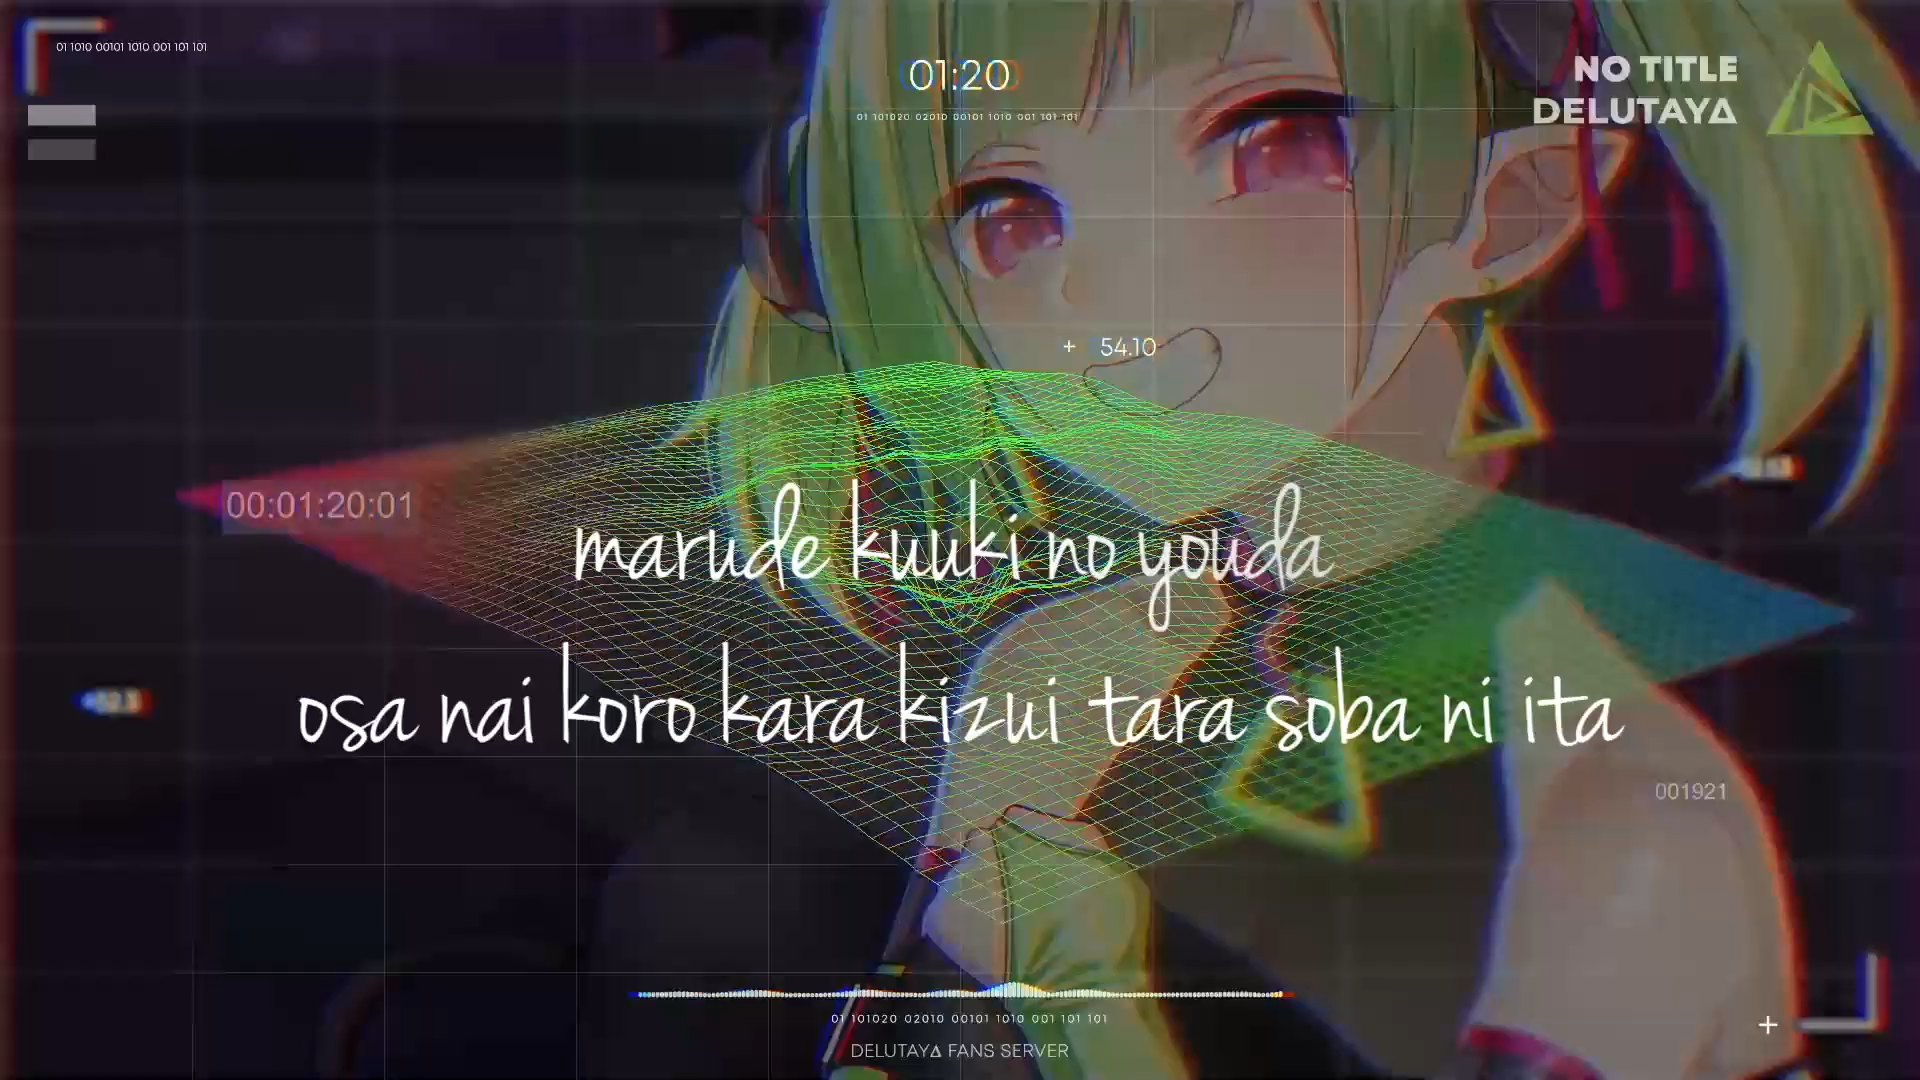 01 1010 00101 1010 001 101 101
01:20
01 101020 02010 00101 1010 001 101 101
NO TITLE
DELUTAYΔ
+ 54.10
00:01:20:01
marude kuuki no youda
osa nai koro kara kizui tara soba ni ita
001921
01 101020 02010 00101 1010 001 101 101
DELUTAYΔ FANS SERVER
+